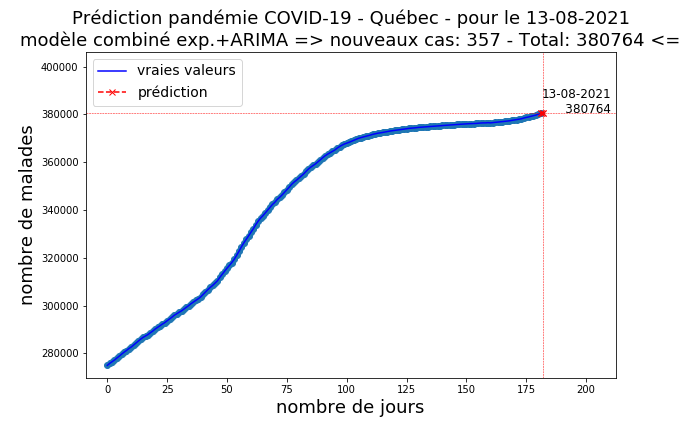 Prédiction pandémie COVID-19 - Québec - pour le 13-08-2021
modèle combiné exp.+ARIMA => nouveaux cas: 357 - Total: 380764 <=
vraies valeurs
prédiction
13-08-2021
380764
nombre de malades
400000
380000
360000
340000
320000
300000
280000
0 25 50 75 100 125 150 175 200
nombre de jours